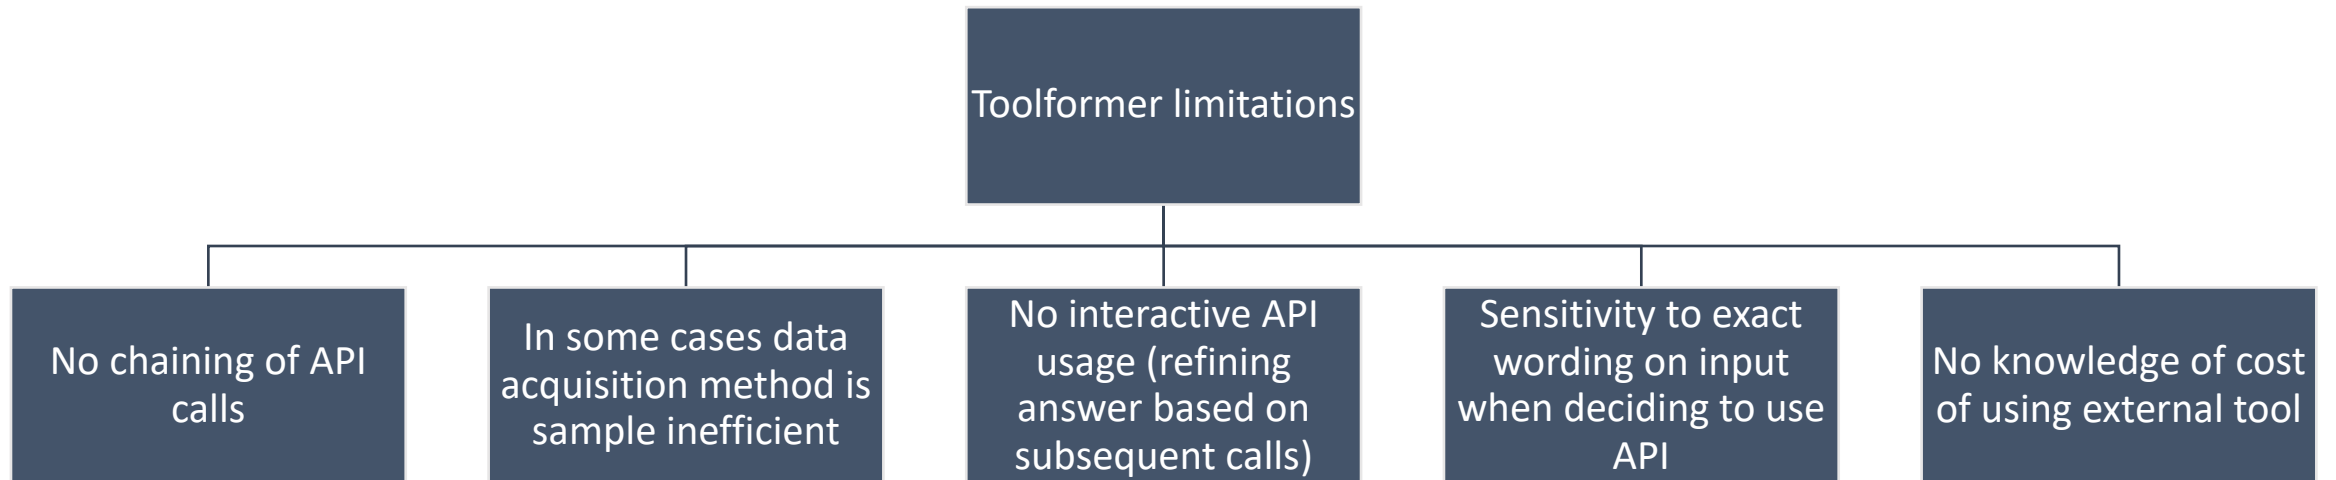 Toolformer limitations
No chaining of API
calls
In some cases data
acquisition method is
sample inefficient
No interactive API
usage (refining
answer based on
subsequent calls)
Sensitivity to exact
wording on input
when deciding to use
API
No knowledge of cost
of using external tool